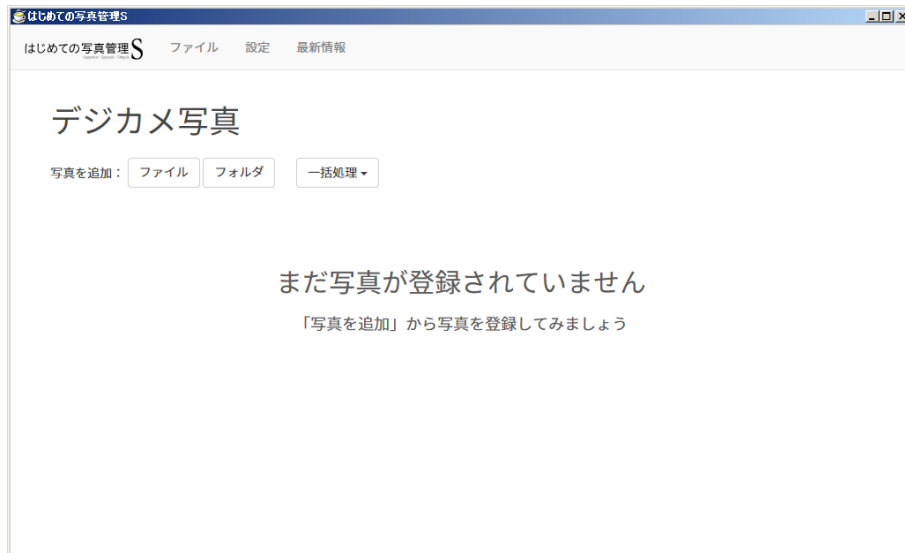 はじめての写真管理S
はじめての写真管理S ファイル 設定 最新情報
デジカメ写真
写真を追加： ファイル フォルダ 一括処理
まだ写真が登録されていません
「写真を追加」から写真を登録してみましょう